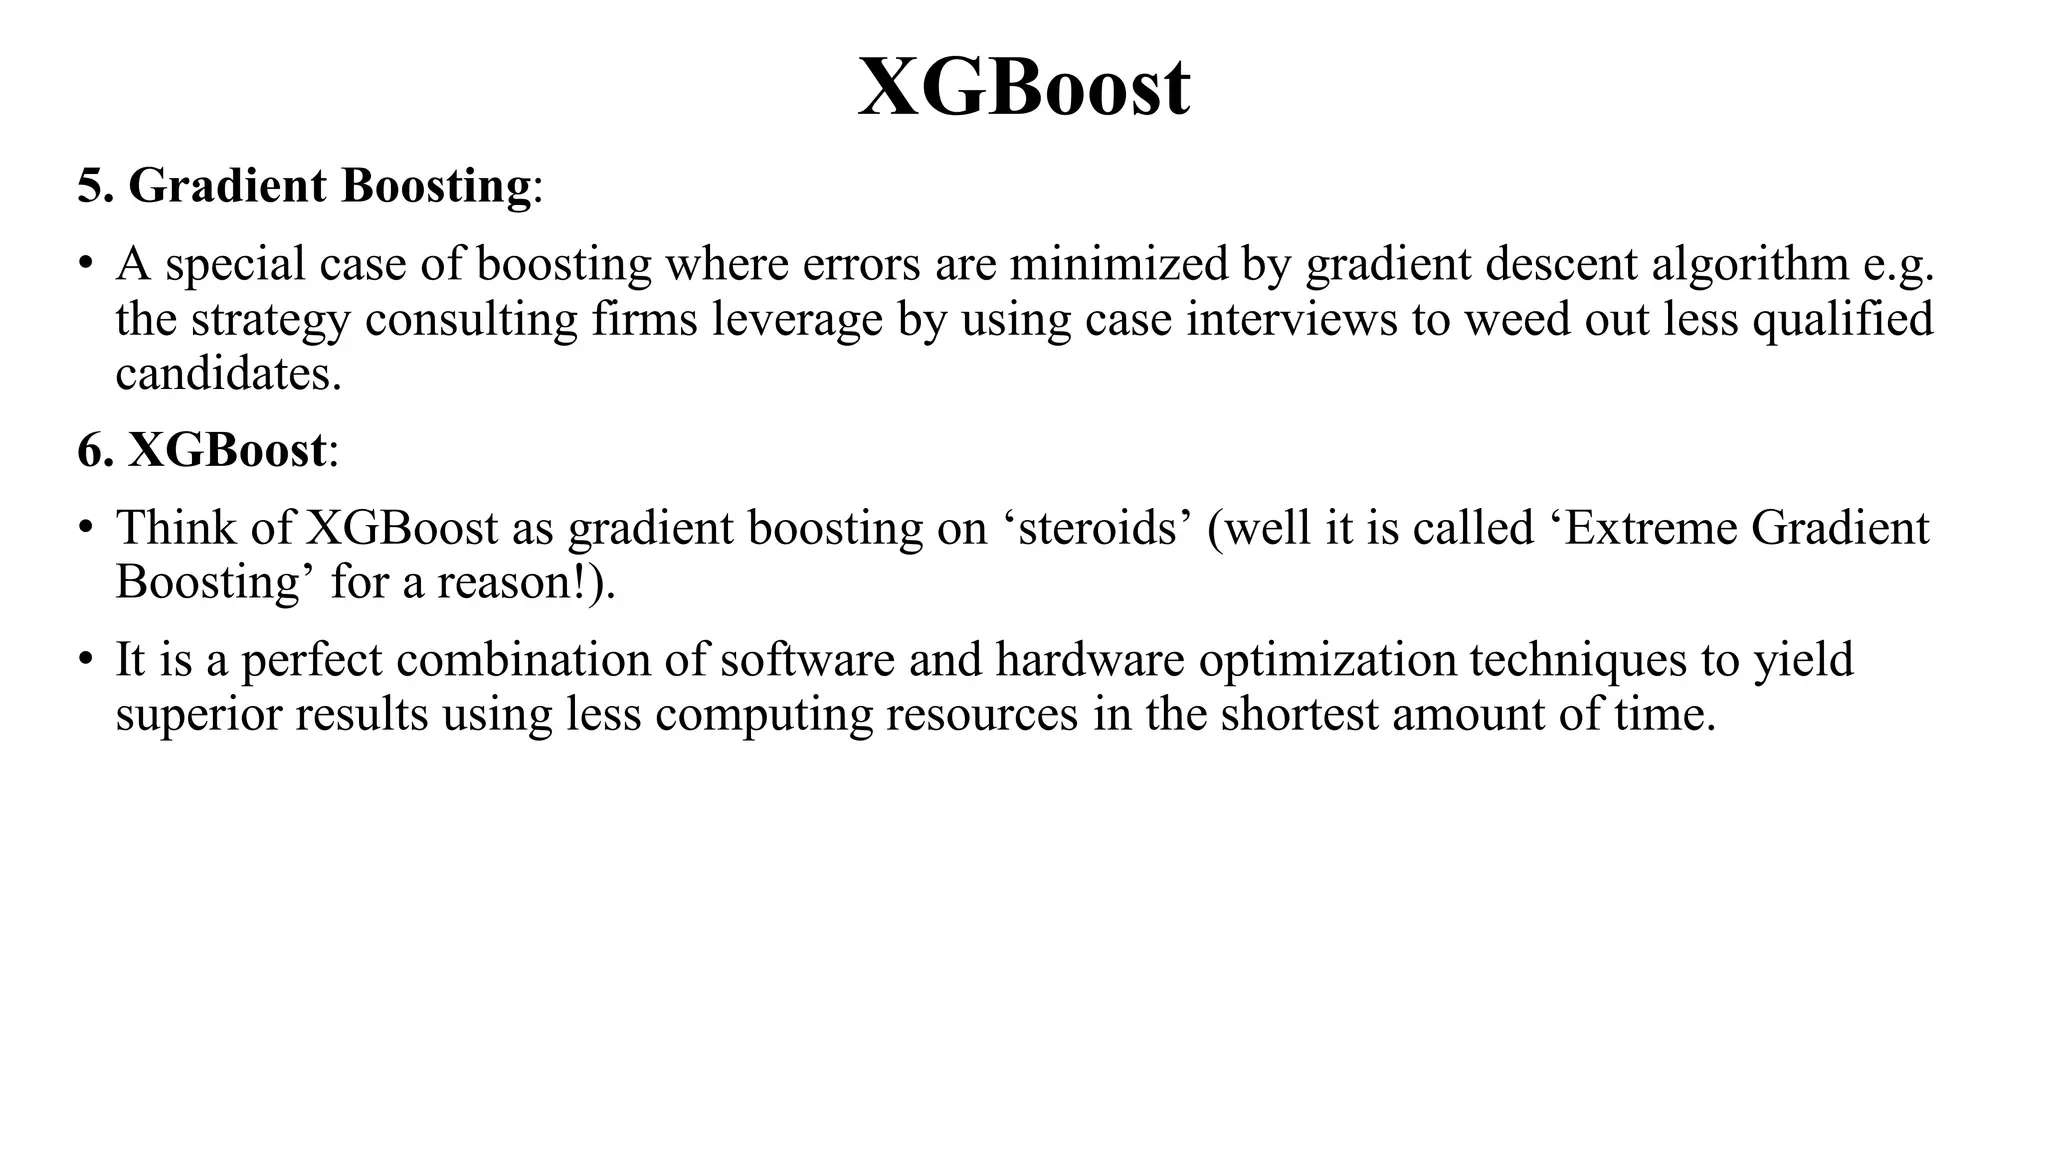 XGBoost
5. Gradient Boosting:
• A special case of boosting where errors are minimized by gradient descent algorithm e.g.
the strategy consulting firms leverage by using case interviews to weed out less qualified
candidates.
6. XGBoost:
• Think of XGBoost as gradient boosting on ‘steroids’ (well it is called ‘Extreme Gradient
Boosting’ for a reason!).
• It is a perfect combination of software and hardware optimization techniques to yield
superior results using less computing resources in the shortest amount of time.